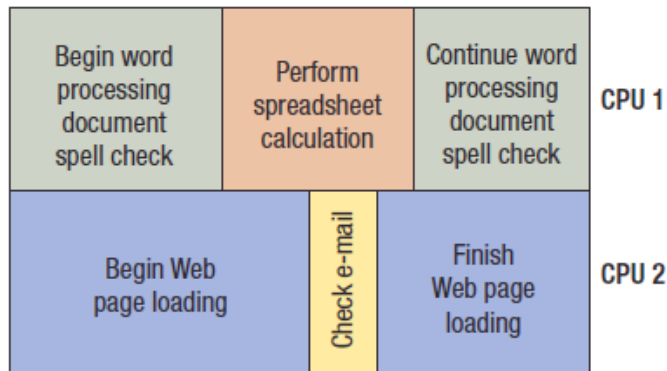 Begin word
processing
document
spell check
Perform
spreadsheet
calculation
Continue word
processing
document
spell check
CPU 1
Begin Web
page loading
Check e-mail
Finish
Web page
loading
CPU 2